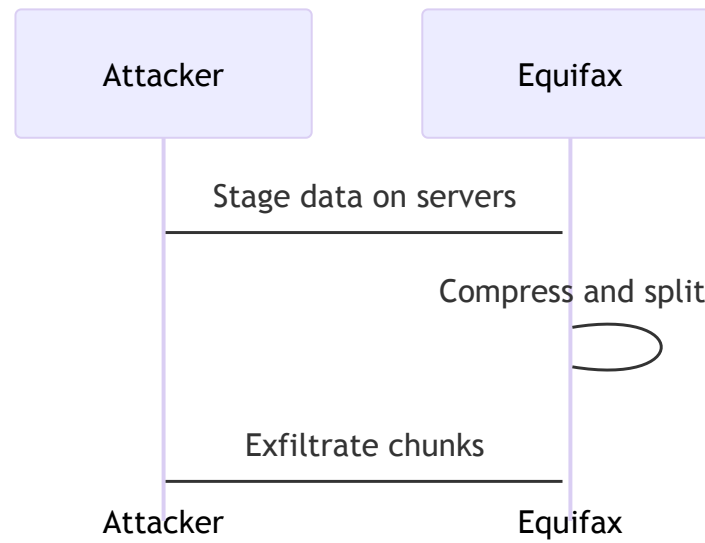 Attacker
Equifax
Stage data on servers
Compress and split
Exfiltrate chunks
Attacker
Equifax